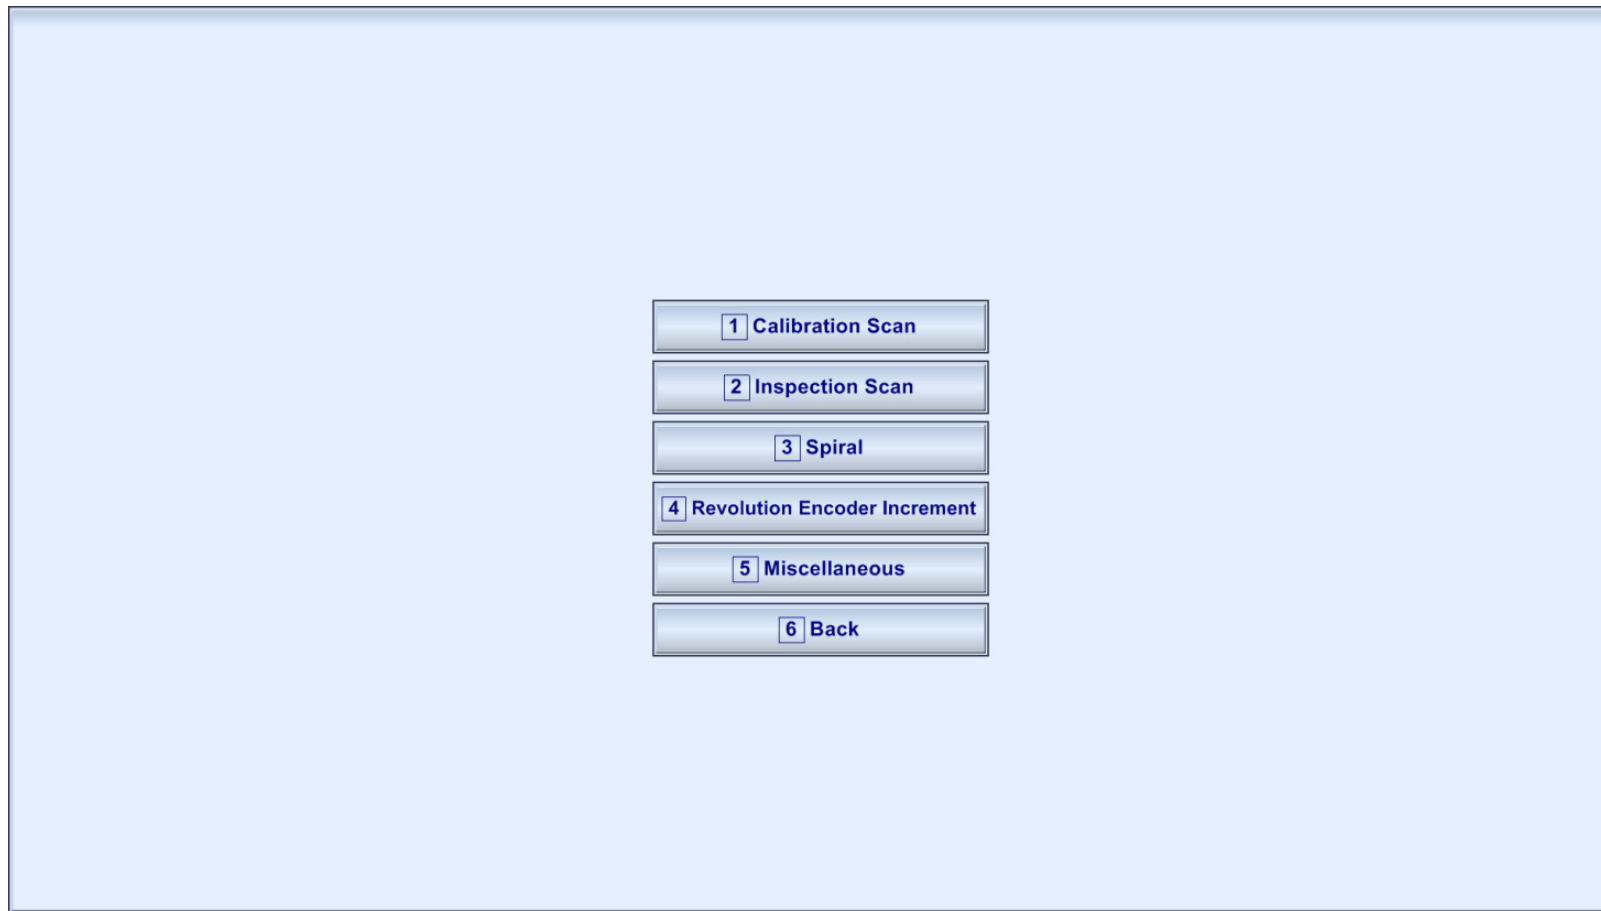 1 Calibration Scan
2 Inspection Scan
3 Spiral
4 Revolution Encoder Increment
5 Miscellaneous
6 Back